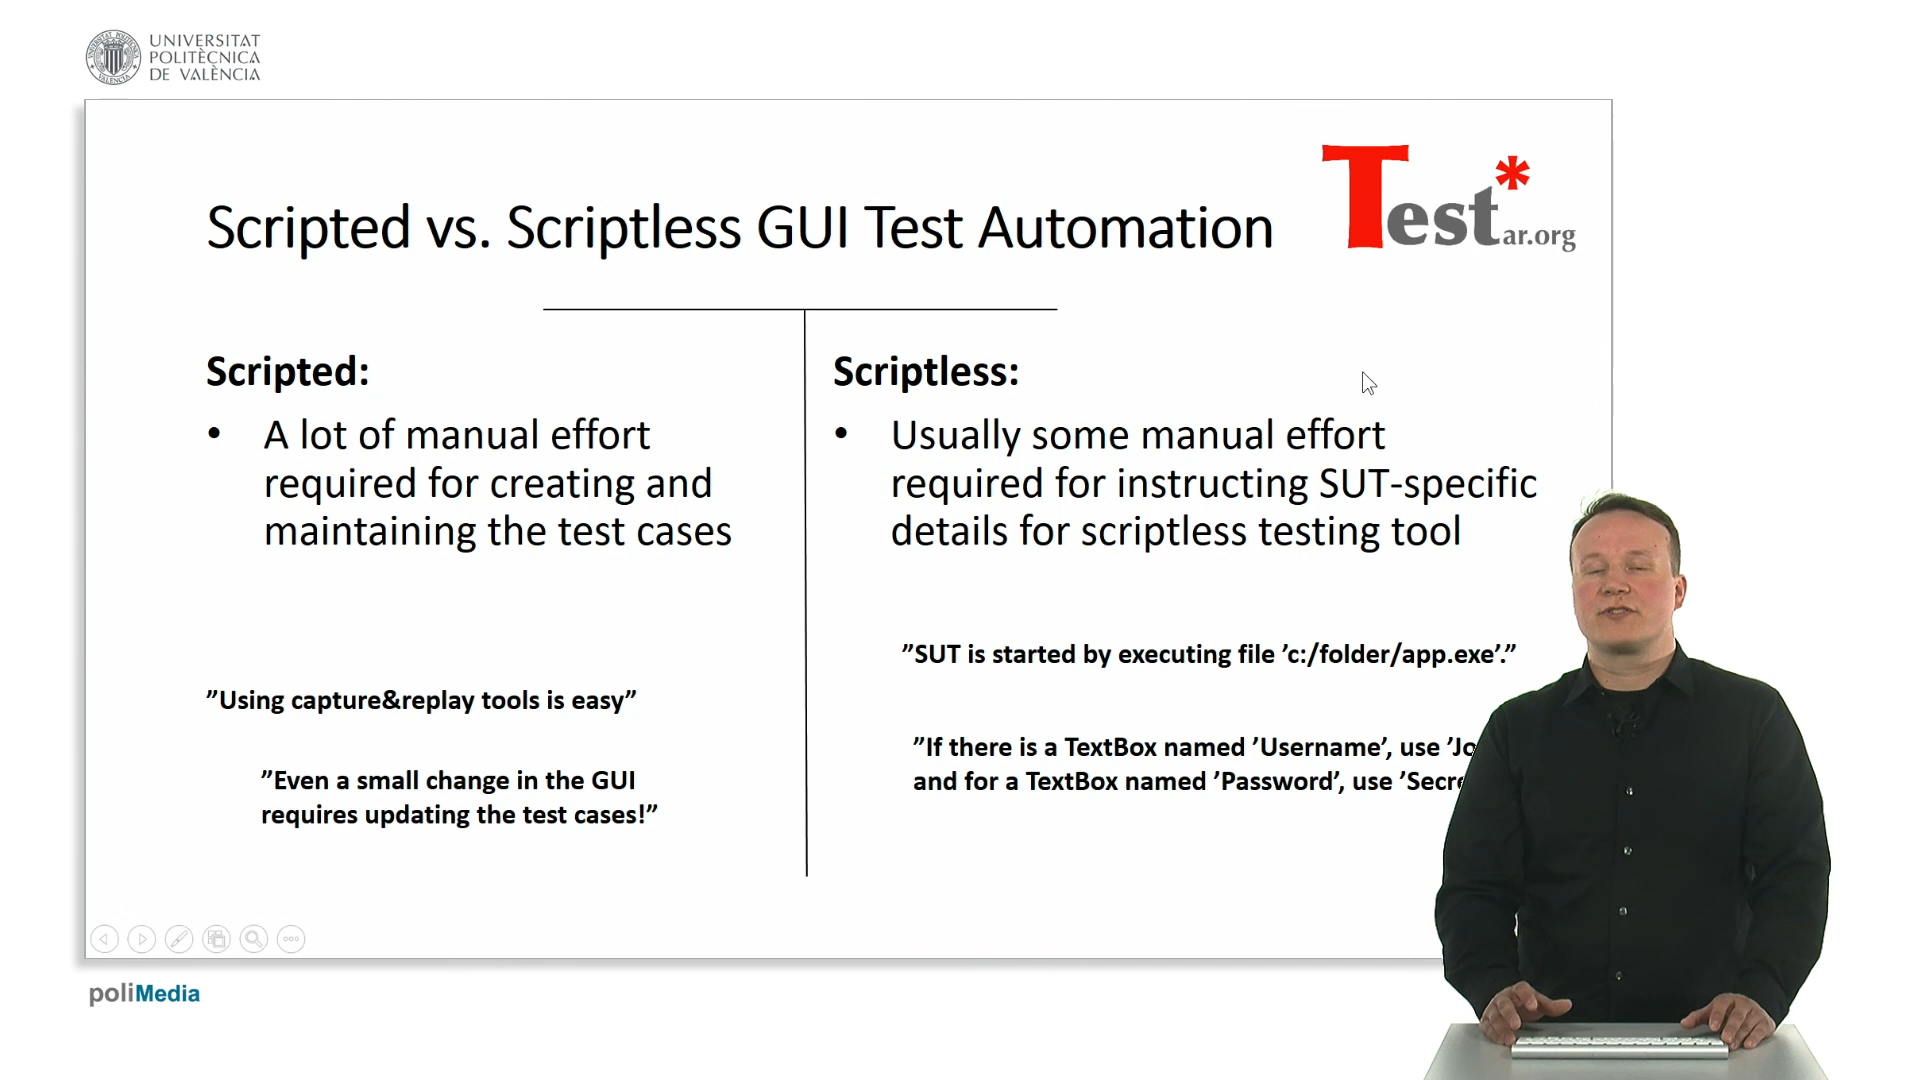 UNIVERSITAT
POLITÈCNICA
DE VALÈNCIA
Testar.org
Scripted vs. Scriptless GUI Test Automation
Scripted:
• A lot of manual effort
required for creating and
maintaining the test cases
”Using capture&replay tools is easy”
”Even a small change in the GUI
requires updating the test cases!”
Scriptless:
• Usually some manual effort
required for instructing SUT-specific
details for scriptless testing tool
”SUT is started by executing file ’c:/folder/app.exe’.”
”If there is a TextBox named ’Username’, use
and for a TextBox named ’Password’, use
poliMedia